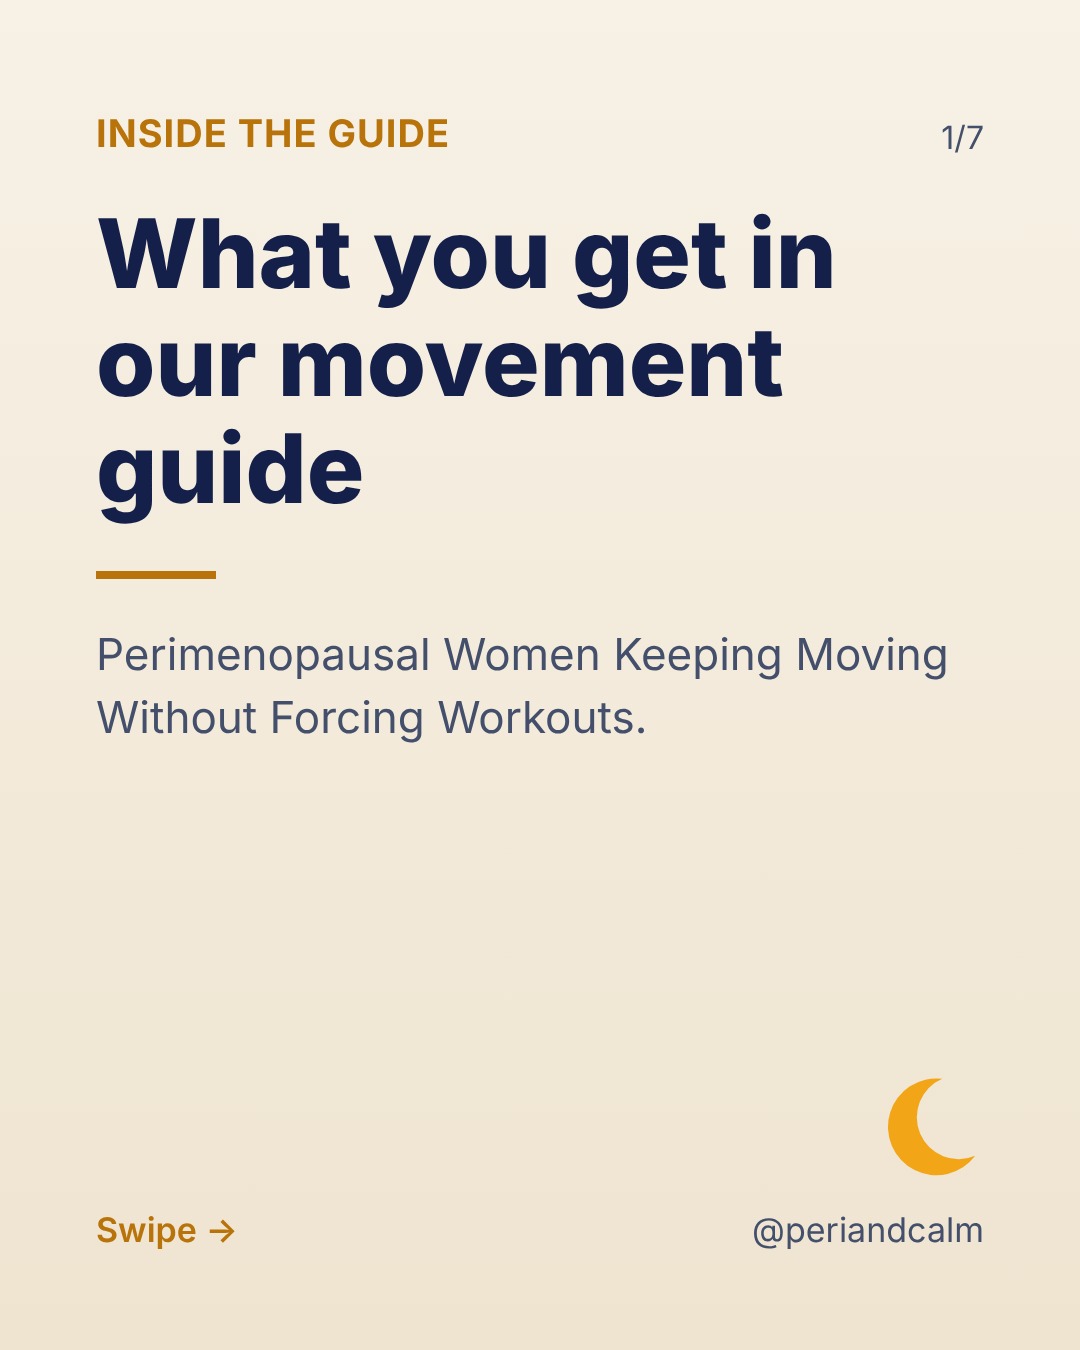 INSIDE THE GUIDE
1/7
What you get in
our movement
guide
Perimenopausal Women Keeping Moving
Without Forcing Workouts.
Swipe →
@periandcalm